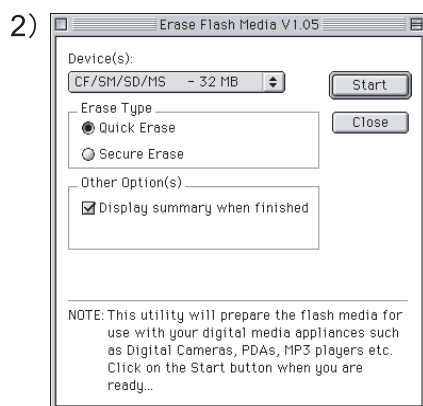 2)
Erase Flash Media V1.05
Device(s):
CF/SM/SD/MS - 32 MB
Start
Erase Type
Quick Erase
Close
Secure Erase
Other Option(s)
Display summary when finished
NOTE: This utility will prepare the flash media for
use with your digital media appliances such
as Digital Cameras, PDAs, MP3 players etc.
Click on the Start button when you are
ready...